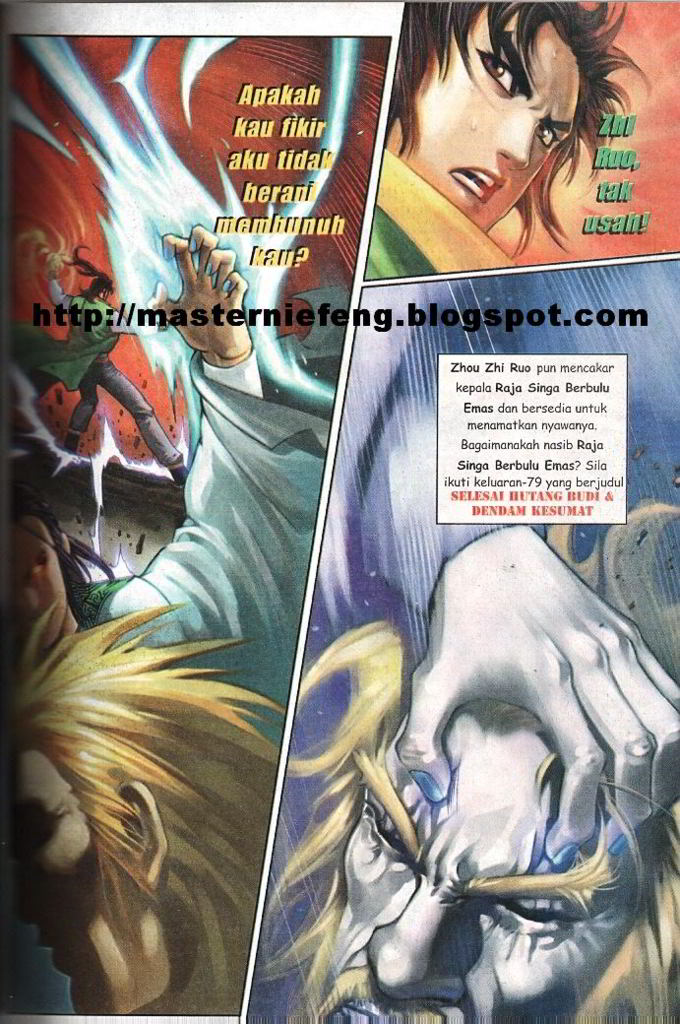 Apakah
kau fikir
aku tidak
berani
membunuh
kau?
Zhi
Ruo,
tak
usah!
http://masterniefeng.blogspot.com
Zhou Zhi Ruo pun mencakar
kepala Raja Singa Berbulu
Emas dan bersedia untuk
menamatkan nyawanya.
Bagaimanakah nasib Raja
Singa Berbulu Emas? Sila
ikuti keluaran-79 yang berjudul
SELESAI HUTANG BUDI &
DENDAM KESUMAT